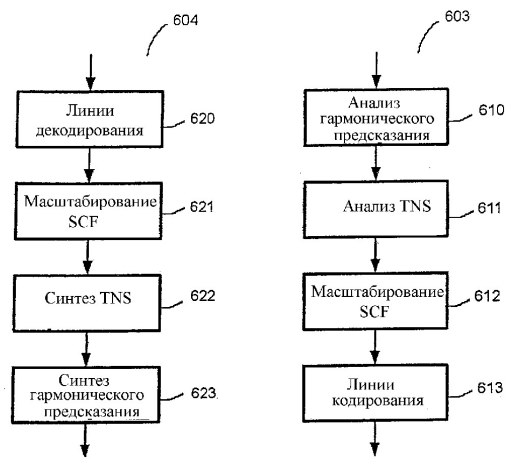 604
Линии
декодирования
620
Масштабирование
SCF
621
Синтез TNS
622
Синтез
гармонического
предсказания
623
603
Анализ
гармонического
предсказания
610
Анализ TNS
611
Масштабирование
SCF
612
Линии
кодирования
613